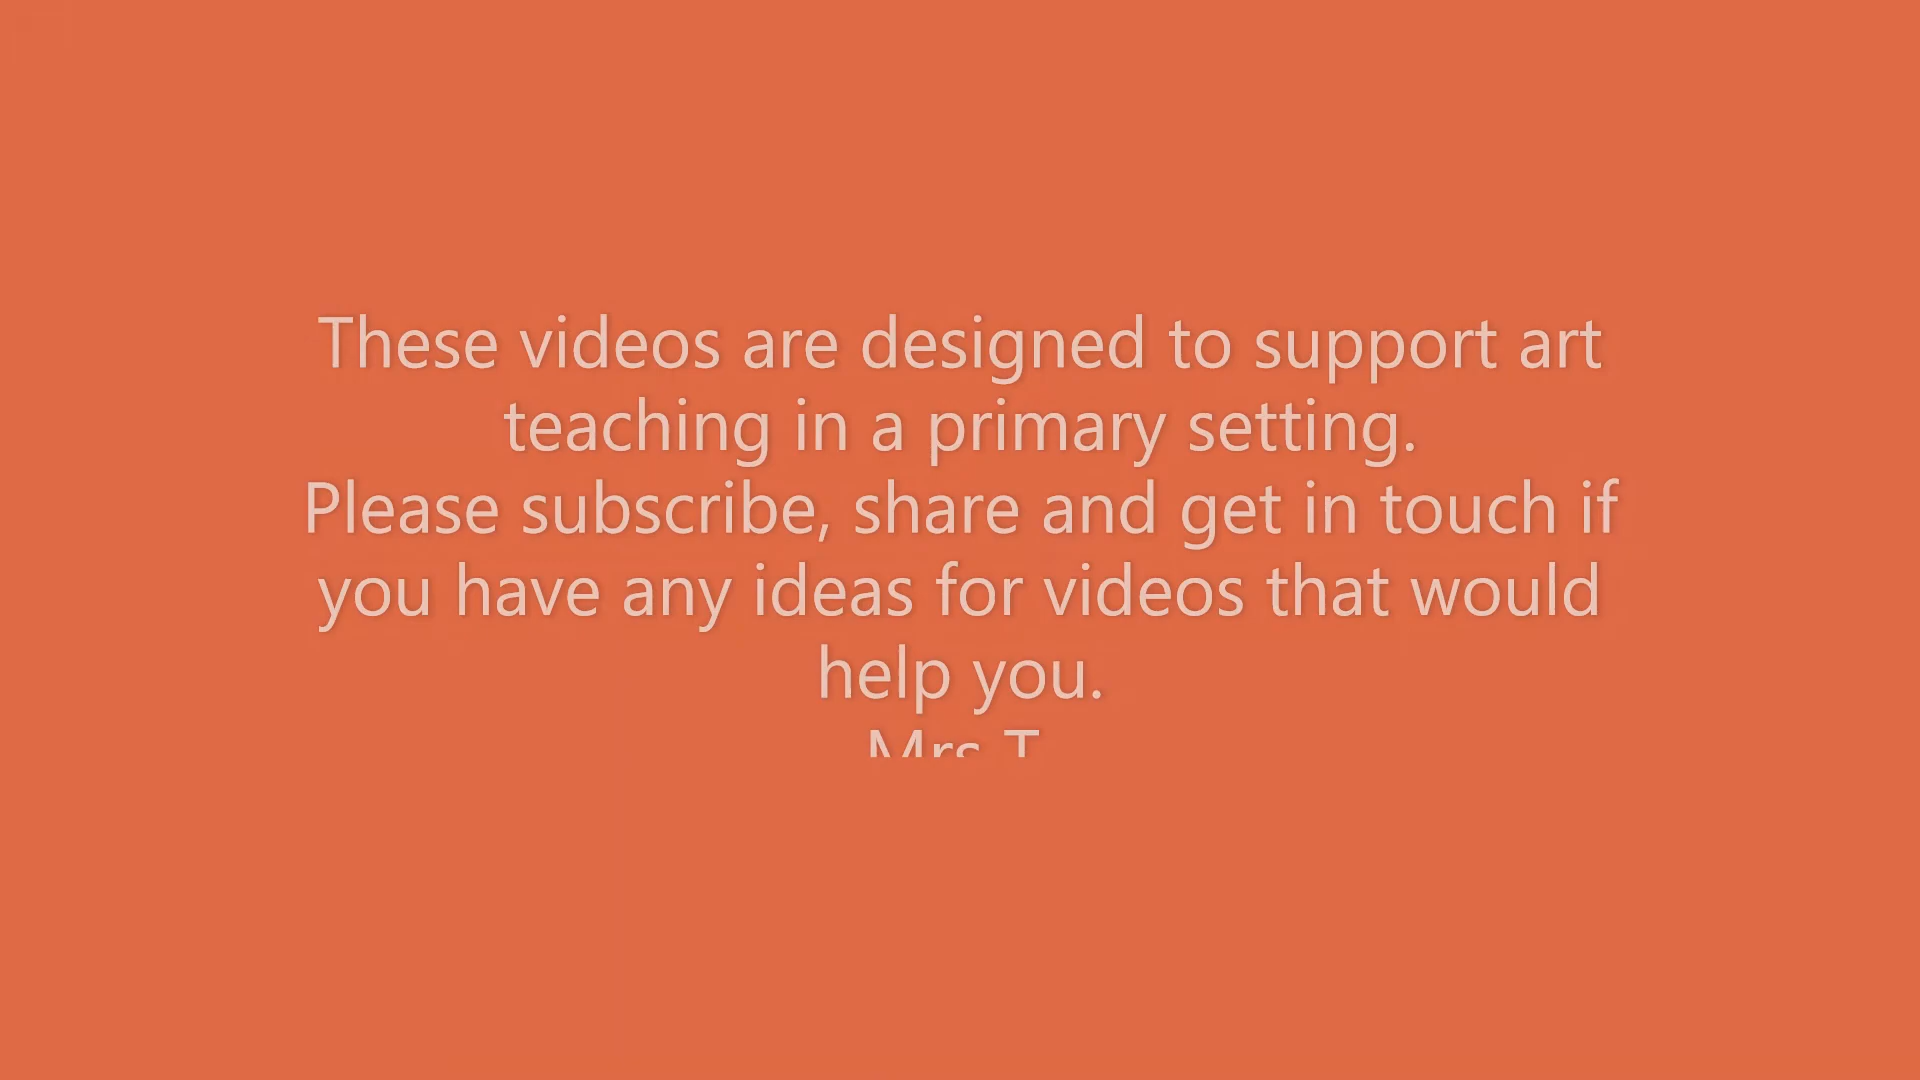 These videos are designed to support art
teaching in a primary setting.
Please subscribe, share and get in touch if
you have any ideas for videos that would
help you.
Mrs T